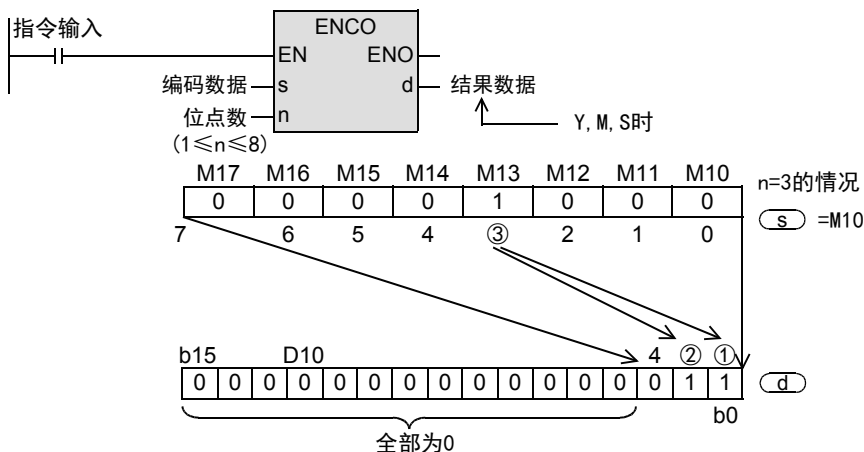 指令输入
ENCO
EN ENO
编码数据 s d 结果数据
位点数 n
(1≤n≤8)
Y, M, S时
M17 M16 M15 M14 M13 M12 M11 M10 n=3的情况
0 0 0 0 1 0 0 0 s =M10
7 6 5 4 ③ 2 1 0
b15 D10 4 ② ①
0 0 0 0 0 0 0 0 0 0 0 0 0 0 1 1 d
b0
全部为0